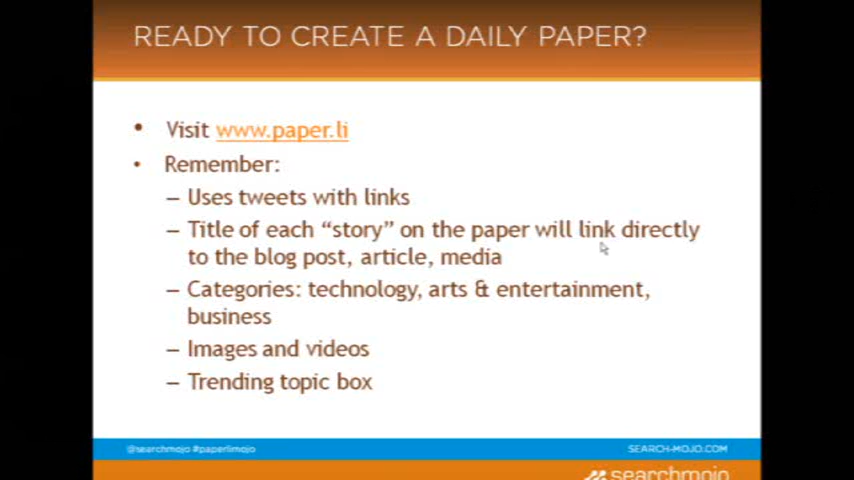 READY TO CREATE A DAILY PAPER?
• Visit www.paper.li
• Remember:
– Uses tweets with links
– Title of each “story” on the paper will link directly
to the blog post, article, media
– Categories: technology, arts & entertainment,
business
– Images and videos
– Trending topic box
@searchmojo #paperlimojo
SEARCH-MOJO.COM
searchmojo